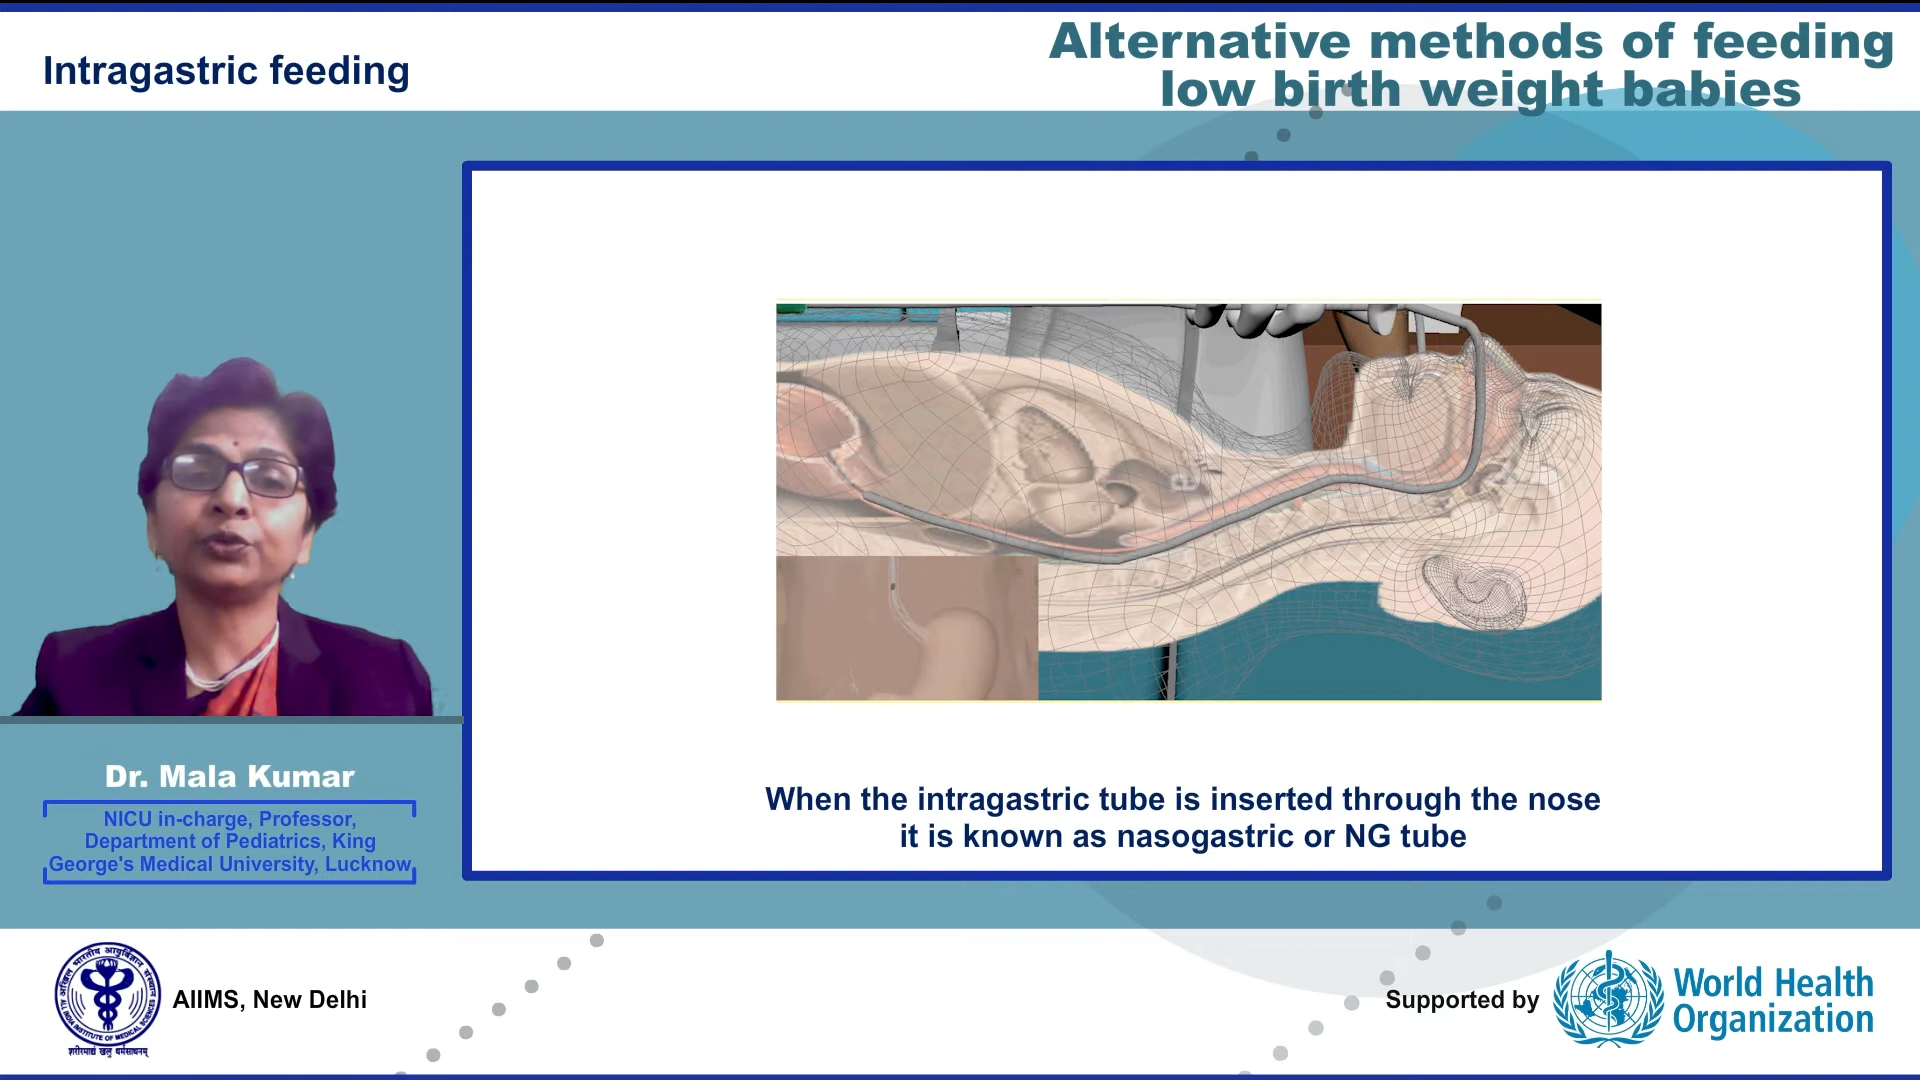 Intragastric feeding
Alternative methods of feeding
low birth weight babies
When the intragastric tube is inserted through the nose
it is known as nasogastric or NG tube
Dr. Mala Kumar
NICU in-charge, Professor,
Department of Pediatrics, King
George's Medical University, Lucknow
AIIMS, New Delhi
Supported by
World Health
Organization